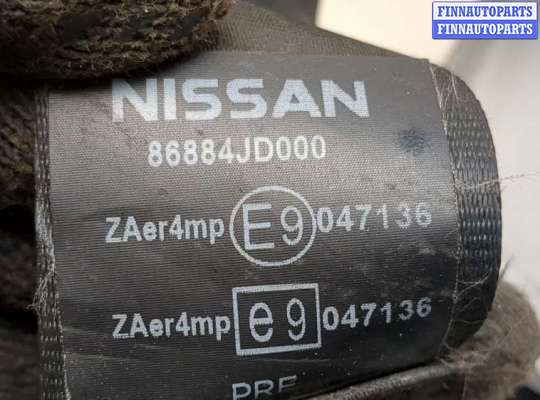 FINNAUTOPARTS
FINNAUTOPARTS
NISSAN
86884JD000
ZAer4mp E9 047136
ZAer4mp e9 047136
PRE